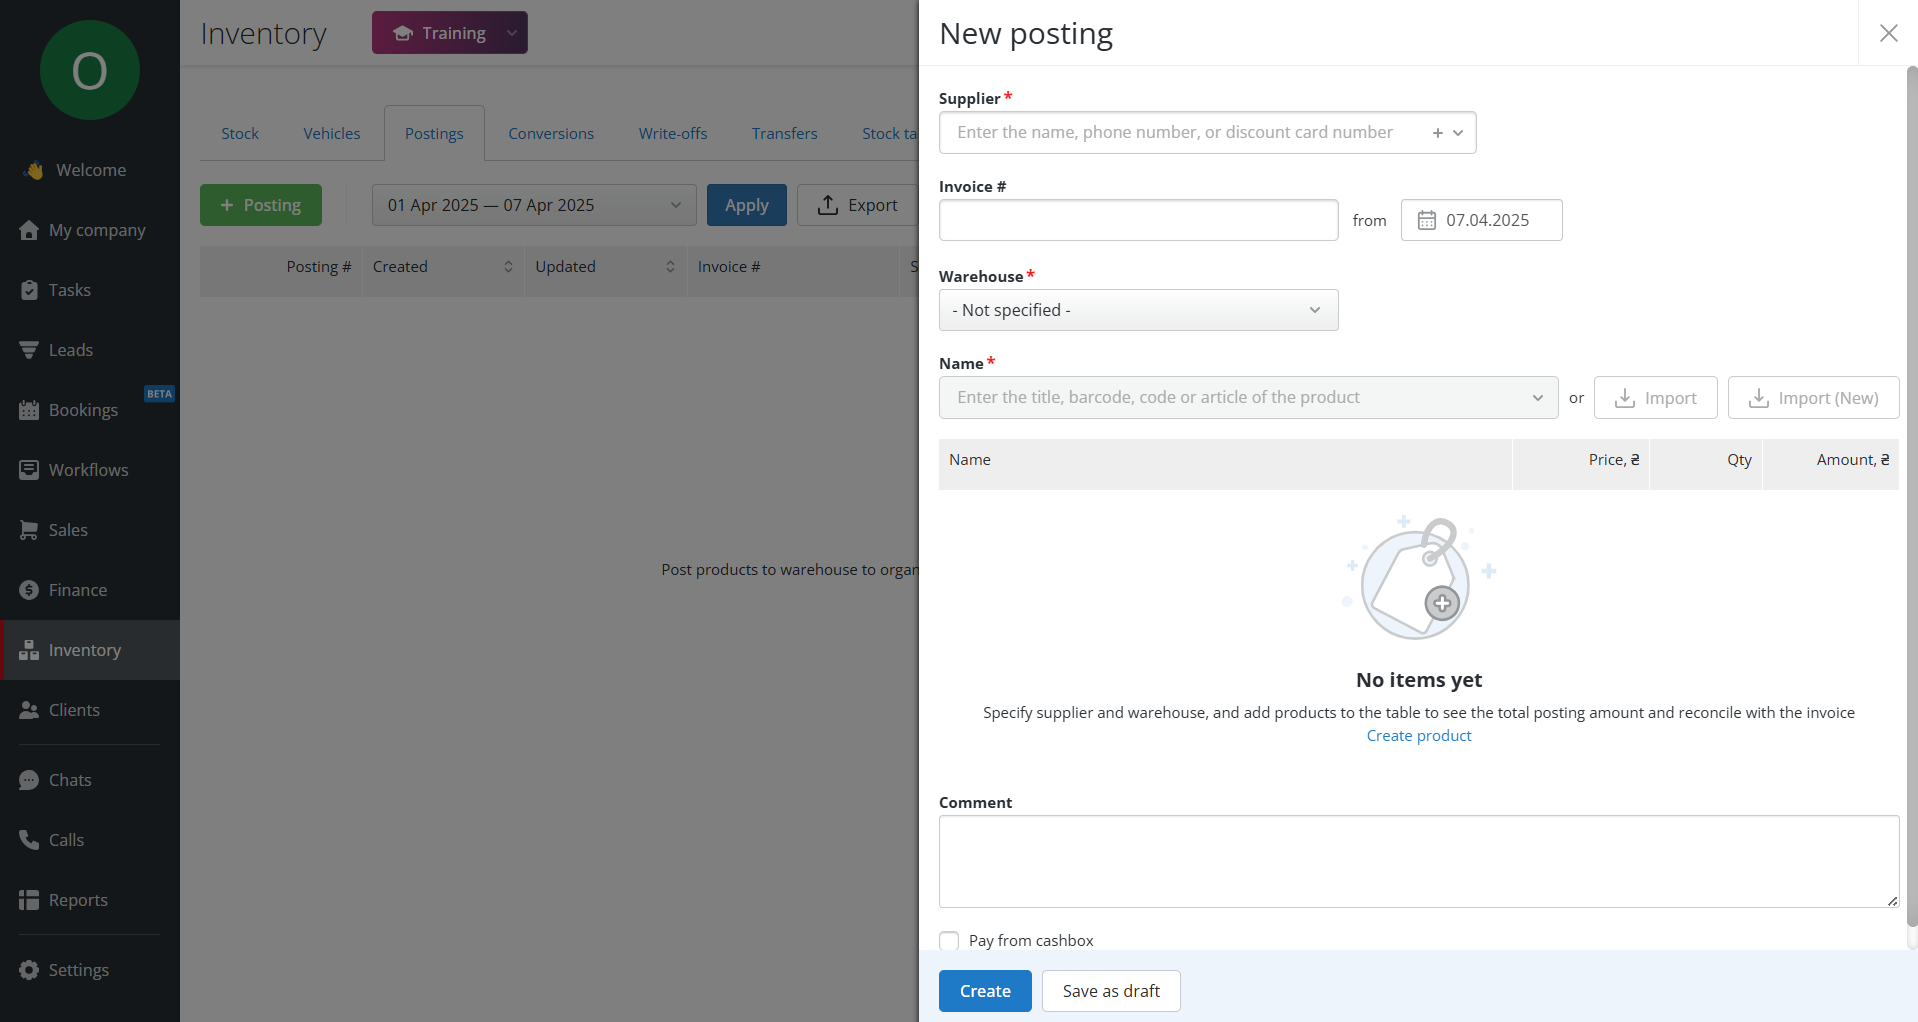 O
Welcome
My company
Tasks
Leads
BETA
Bookings
Workflows
Sales
Finance
Inventory
Clients
Chats
Calls
Reports
Settings
Inventory
Training
Stock Vehicles Postings Conversions Write-offs Transfers Stock ta
+ Posting 01 Apr 2025 — 07 Apr 2025 Apply Export
Posting # Created Updated Invoice # S
Post products to warehouse to organ
New posting
Supplier *
Enter the name, phone number, or discount card number
Invoice #
from 07.04.2025
Warehouse *
- Not specified -
Name *
Enter the title, barcode, code or article of the product or Import Import (New)
Name Price, ₴ Qty Amount, ₴
No items yet
Specify supplier and warehouse, and add products to the table to see the total posting amount and reconcile with the invoice
Create product
Comment
Pay from cashbox
Create Save as draft